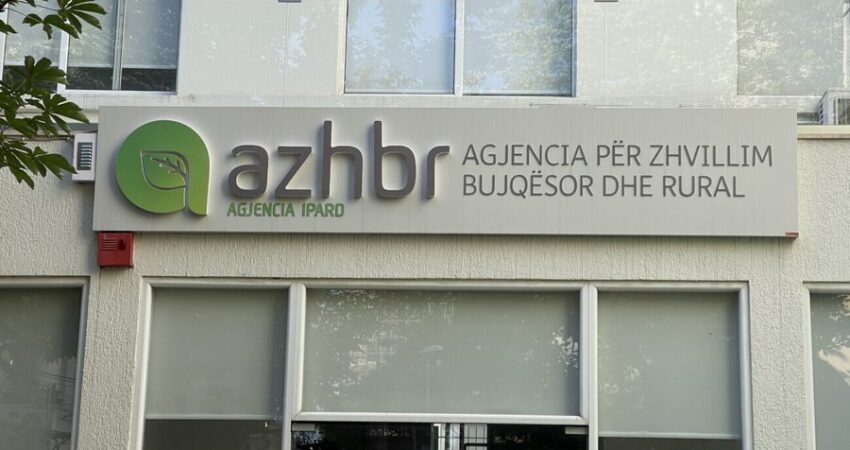 azhbr
AGJENCIA IPARD
AGJENCIA PËR ZHVILLIM
BUJQËSOR DHE RURAL